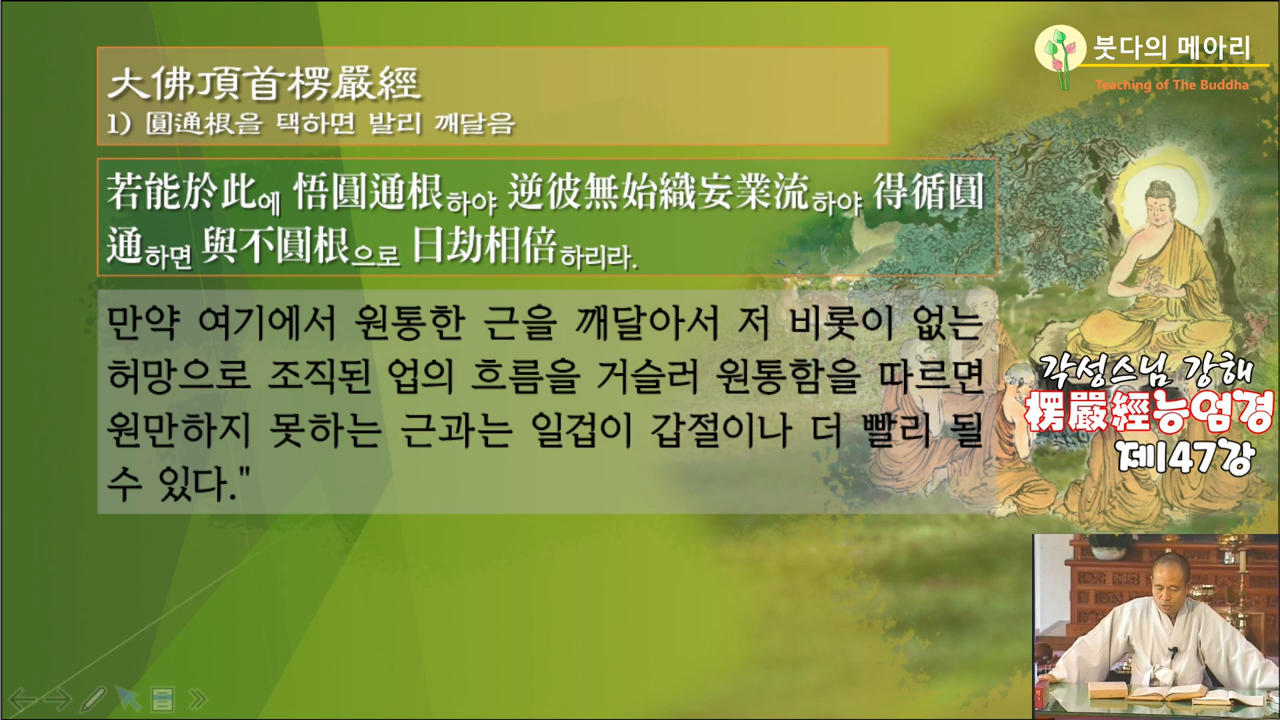 붓다의 메아리
Teaching of The Buddha
大佛頂首楞嚴經
1) 圓通根을 택하면 발리 깨달음
若能於此에 悟圓通根하야 逆彼無始織妄業流하야 得循圓
通하면 與不圓根으로 日劫相倍하리라.
만약 여기에서 원통한 근을 깨달아서 저 비롯이 없는
허망으로 조직된 업의 흐름을 거슬러 원통함을 따르면
원만하지 못하는 근과는 일겁이 갑절이나 더 빨리 될
수 있다."
각성스님 강해
楞嚴經능엄경
제147강